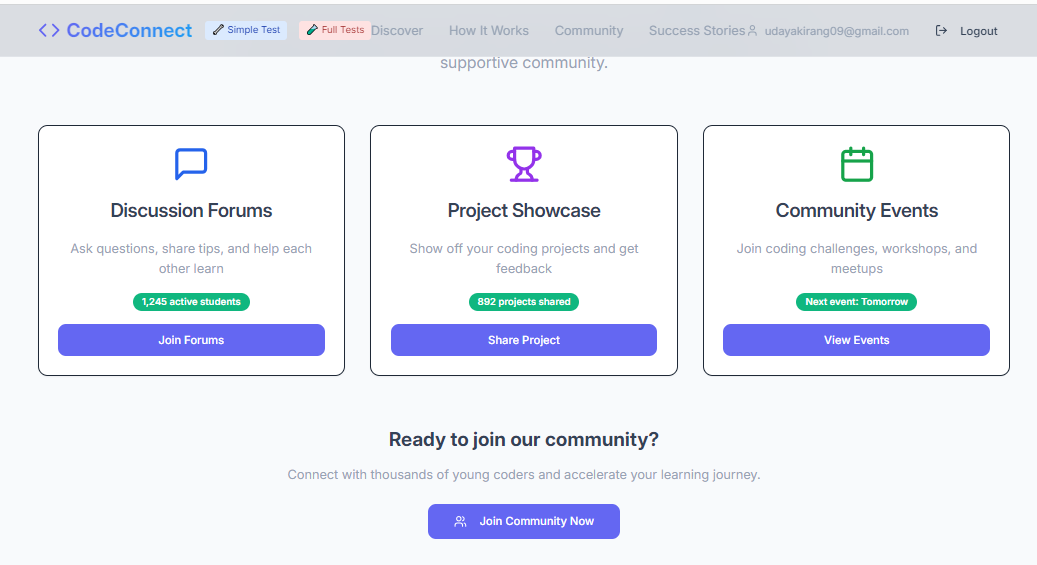 CodeConnect Simple Test Full Tests Discover How It Works Community Success Stories udayakirang09@gmail.com Logout
supportive community.
Discussion Forums
Ask questions, share tips, and help each
other learn
1,245 active students
Join Forums
Project Showcase
Show off your coding projects and get
feedback
892 projects shared
Share Project
Community Events
Join coding challenges, workshops, and
meetups
Next event: Tomorrow
View Events
Ready to join our community?
Connect with thousands of young coders and accelerate your learning journey.
Join Community Now